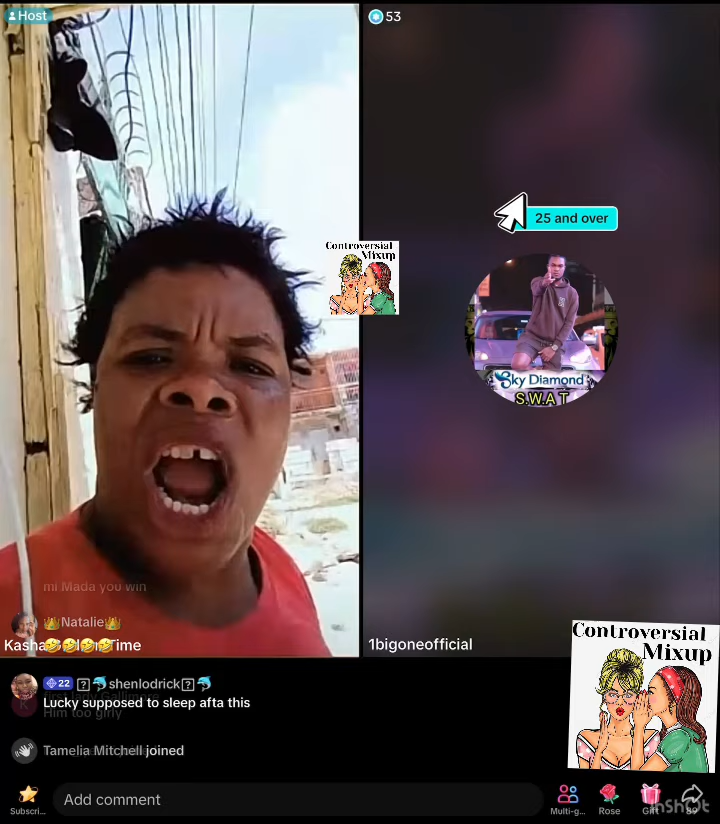 Host
53
25 and over
Controversial
Mixup
Sky Diamond
S.W.A.T
mi Mada you win
👑Natalie👑
Kasha🤣🤣🤣🤣Time
1bigoneofficial
Controversial
Mixup
22 🐬shenlodrick🐬
Lucky supposed to sleep afta this
Him too girly
Tamelia Mitchell joined
Add comment
Subscri...
Multi-g...
Rose
Gift
89
InShot